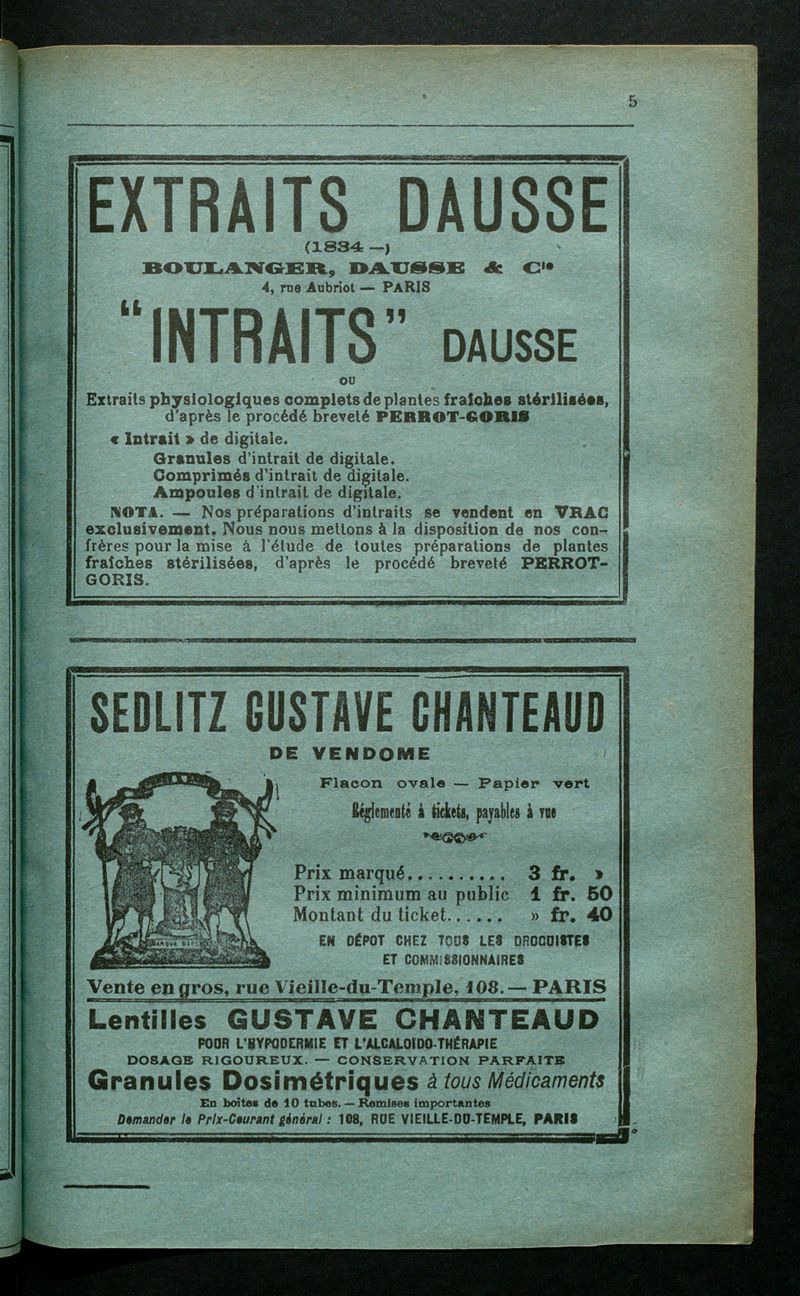 5
EXTRAITS DAUSSE
(1834 —)
BOULANGER, DAUSSE & Cie
4, rue Aubriot — PARIS
“INTRAITS” DAUSSE
OU
Extraits physiologiques complets de plantes fraîches stérilisées,
d'après le procédé breveté PERROT-GORIS
« Intrait » de digitale.
Granules d'intrait de digitale.
Comprimés d'intrait de digitale.
Ampoules d'intrait de digitale.
NOTA. — Nos préparations d'intraits se vendent en VRAC
exclusivement. Nous nous mettons à la disposition de nos con-
frères pour la mise à l'étude de toutes préparations de plantes
fraîches stérilisées, d'après le procédé breveté PERROT-
GORIS.
SEDLITZ GUSTAVE CHANTEAUD
DE VENDOME
Flacon ovale — Papier vert
Réglementé à tickets, payables à vue
Prix marqué.......... 3 fr. »
Prix minimum au public 1 fr. 50
Montant du ticket...... » fr. 40
EN DÉPOT CHEZ TOUS LES DROGUISTES
ET COMMISSIONNAIRES
Vente en gros, rue Vieille-du-Temple, 108. — PARIS
Lentilles GUSTAVE CHANTEAUD
POUR L'HYPODERMIE ET L'ALCALOIDO-THÉRAPIE
DOSAGE RIGOUREUX. — CONSERVATION PARFAITE
Granules Dosimétriques à tous Médicaments
En boîtes de 10 tubes. — Remises importantes
Demander le Prix-Courant général : 108, RUE VIEILLE-DU-TEMPLE, PARIS